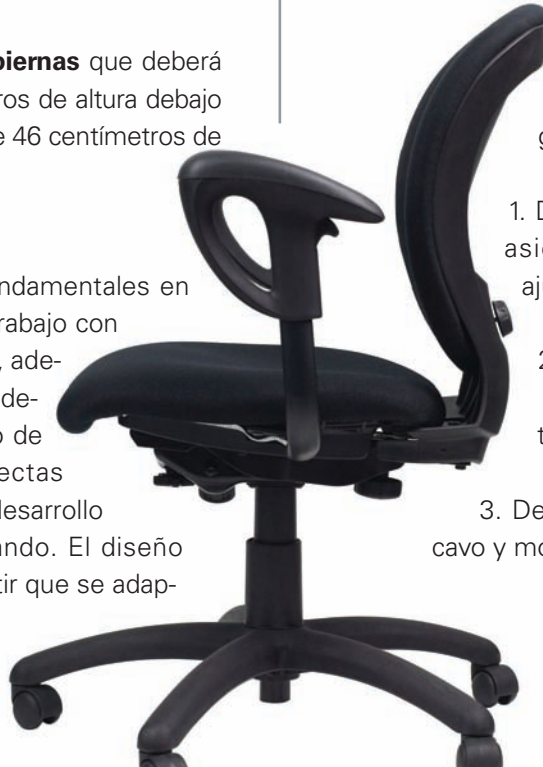 piernas que deberá
ros de altura debajo
e 46 centímetros de
ndamentales en
rabajo con
, ade-
de-
o de
ectas
desarrollo
ando. El diseño
tir que se adap-
g
1. D
asie
aj
2
t
3. De
cavo y mo